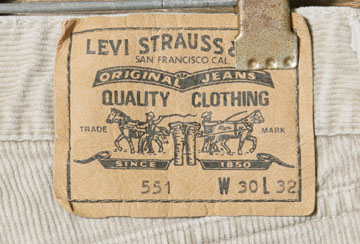 LEVI STRAUSS &
SAN FRANCISCO CAL.
ORIGINAL JEANS
QUALITY CLOTHING
TRADE MARK
SINCE 1850
551 W 30 L 32